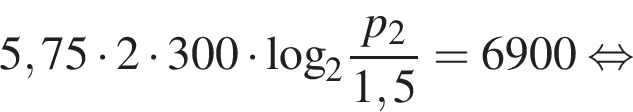 5,75 · 2 · 300 · log₂ p₂/1,5 = 6900 ⇔